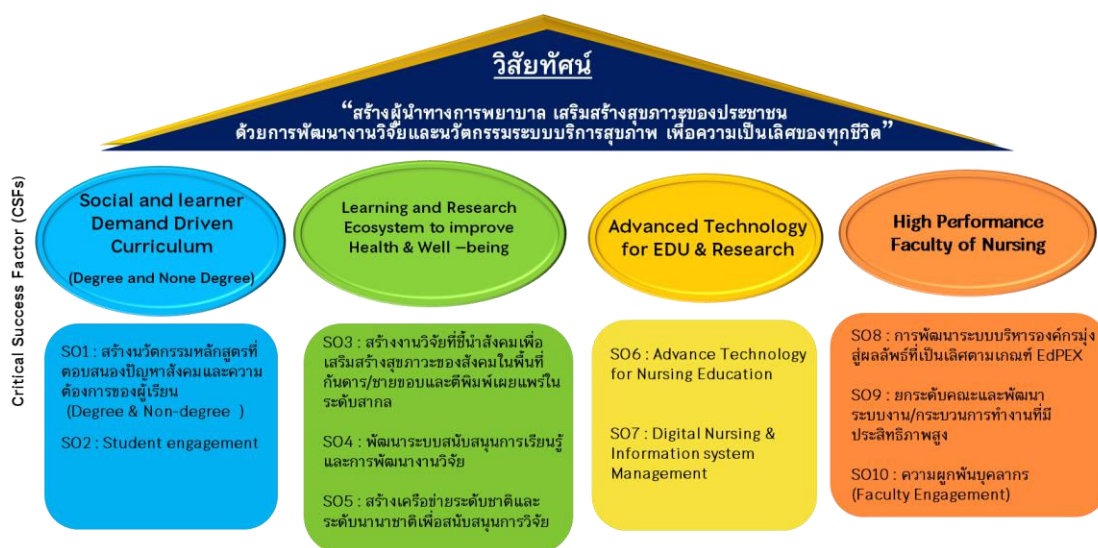 วิสัยทัศน์
“สร้างผู้นำทางการพยาบาล เสริมสร้างสุขภาวะของประชาชน
ด้วยการพัฒนางานวิจัยและนวัตกรรมระบบบริการสุขภาพ เพื่อความเป็นเลิศของทุกชีวิต”
Critical Success Factor (CSFs)
Social and learner
Demand Driven
Curriculum
(Degree and None Degree)
Learning and Research
Ecosystem to improve
Health & Well –being
Advanced Technology
for EDU & Research
High Performance
Faculty of Nursing
SO1 : สร้างนวัตกรรมหลักสูตรที่
ตอบสนองปัญหาสังคมและความ
ต้องการของผู้เรียน
(Degree & Non-degree )
SO2 : Student engagement
SO3 : สร้างงานวิจัยที่ชี้นำสังคมเพื่อ
เสริมสร้างสุขภาวะของสังคมในพื้นที่
กันดาร/ชายขอบและตีพิมพ์เผยแพร่ใน
ระดับสากล
SO4 : พัฒนาระบบสนับสนุนการเรียนรู้
และการพัฒนางานวิจัย
SO5 : สร้างเครือข่ายระดับชาติและ
ระดับนานาชาติเพื่อสนับสนุนการวิจัย
SO6 : Advance Technology
for Nursing Education
SO7 : Digital Nursing &
Information system
Management
SO8 : การพัฒนาระบบบริหารองค์กรมุ่ง
สู่ผลลัพธ์ที่เป็นเลิศตามเกณฑ์ EdPEX
SO9 : ยกระดับคณะและพัฒนา
ระบบงาน/กระบวนการทำงานที่มี
ประสิทธิภาพสูง
SO10 : ความผูกพันบุคลากร
(Faculty Engagement)